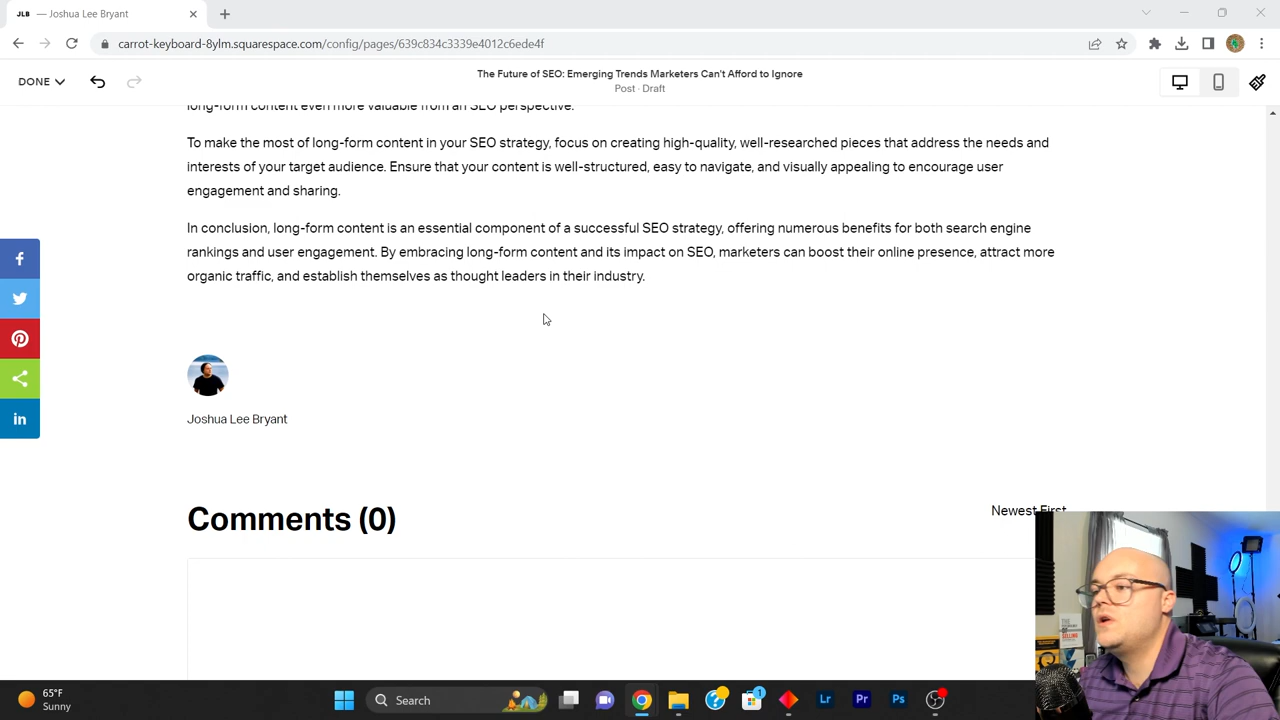 JLB — Joshua Lee Bryant
carrot-keyboard-8ylm.squarespace.com/config/pages/639c834c3339e4012c6ede4f
DONE
The Future of SEO: Emerging Trends Marketers Can't Afford to Ignore
Post · Draft
long-form content even more valuable from an SEO perspective.
To make the most of long-form content in your SEO strategy, focus on creating high-quality, well-researched pieces that address the needs and
interests of your target audience. Ensure that your content is well-structured, easy to navigate, and visually appealing to encourage user
engagement and sharing.
In conclusion, long-form content is an essential component of a successful SEO strategy, offering numerous benefits for both search engine
rankings and user engagement. By embracing long-form content and its impact on SEO, marketers can boost their online presence, attract more
organic traffic, and establish themselves as thought leaders in their industry.
Joshua Lee Bryant
Comments (0)
Newest First
SELLING
65°F
Sunny
Search
1
Lr
Pr
Ps